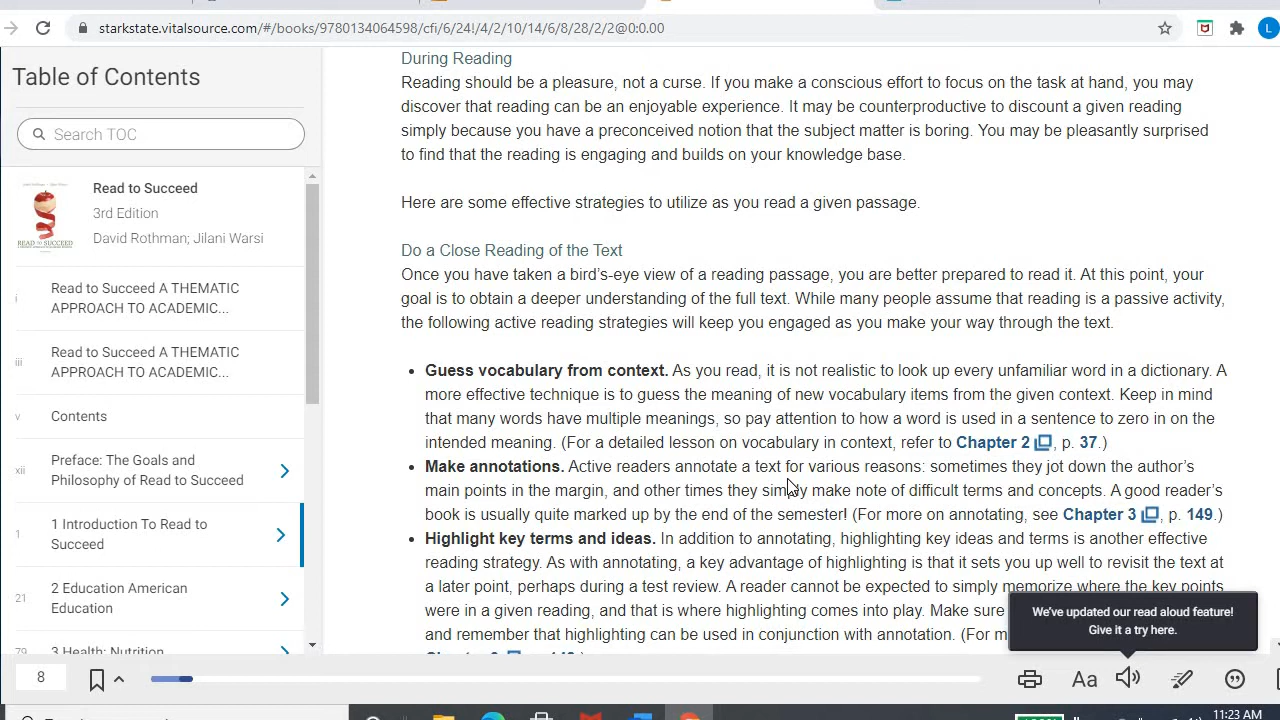 starkstate.vitalsource.com/#/books/9780134064598/cfi/6/24!/4/2/10/14/6/8/28/2/2@0:0.00
L
Table of Contents
Search TOC
READ TO SUCCEED
Read to Succeed
3rd Edition
David Rothman; Jilani Warsi
i
Read to Succeed A THEMATIC
APPROACH TO ACADEMIC...
iii
Read to Succeed A THEMATIC
APPROACH TO ACADEMIC...
v
Contents
xii
Preface: The Goals and
Philosophy of Read to Succeed
1
1 Introduction To Read to
Succeed
21
2 Education American
Education
79
3 Health: Nutrition
During Reading
Reading should be a pleasure, not a curse. If you make a conscious effort to focus on the task at hand, you may
discover that reading can be an enjoyable experience. It may be counterproductive to discount a given reading
simply because you have a preconceived notion that the subject matter is boring. You may be pleasantly surprised
to find that the reading is engaging and builds on your knowledge base.
Here are some effective strategies to utilize as you read a given passage.
Do a Close Reading of the Text
Once you have taken a bird's-eye view of a reading passage, you are better prepared to read it. At this point, your
goal is to obtain a deeper understanding of the full text. While many people assume that reading is a passive activity,
the following active reading strategies will keep you engaged as you make your way through the text.
• Guess vocabulary from context. As you read, it is not realistic to look up every unfamiliar word in a dictionary. A
more effective technique is to guess the meaning of new vocabulary items from the given context. Keep in mind
that many words have multiple meanings, so pay attention to how a word is used in a sentence to zero in on the
intended meaning. (For a detailed lesson on vocabulary in context, refer to Chapter 2, p. 37.)
• Make annotations. Active readers annotate a text for various reasons: sometimes they jot down the author's
main points in the margin, and other times they simply make note of difficult terms and concepts. A good reader's
book is usually quite marked up by the end of the semester! (For more on annotating, see Chapter 3, p. 149.)
• Highlight key terms and ideas. In addition to annotating, highlighting key ideas and terms is another effective
reading strategy. As with annotating, a key advantage of highlighting is that it sets you up well to revisit the text at
a later point, perhaps during a test review. A reader cannot be expected to simply memorize where the key points
were in a given reading, and that is where highlighting comes into play. Make sure
and remember that highlighting can be used in conjunction with annotation. (For m
We've updated our read aloud feature!
Give it a try here.
8
Aa
11:23 AM